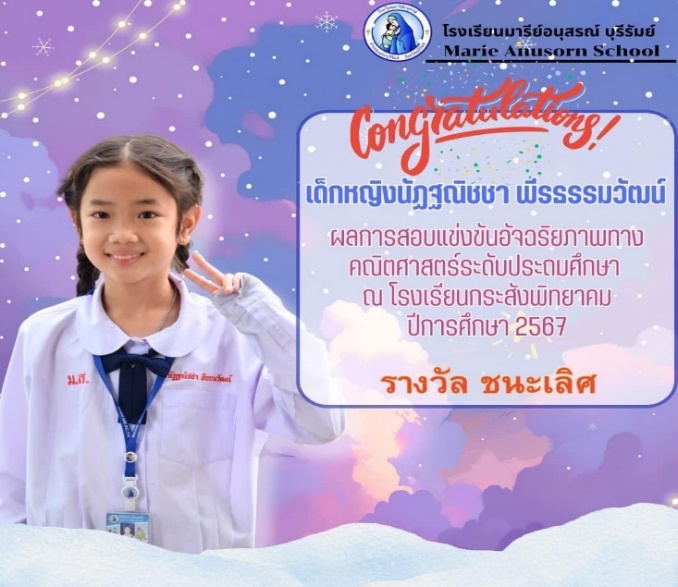 โรงเรียนมารีย์อนุสรณ์ บุรีรัมย์
Marie Anusorn School
Congratulations!
เด็กหญิงนัฏฐณิชชา พีรธรรมวัฒน์
ผลการสอบแข่งขันอัจฉริยภาพทาง
คณิตศาสตร์ระดับประถมศึกษา
ณ โรงเรียนกระสังพิทยาคม
ปีการศึกษา 2567
รางวัล ชนะเลิศ
ม.ส.